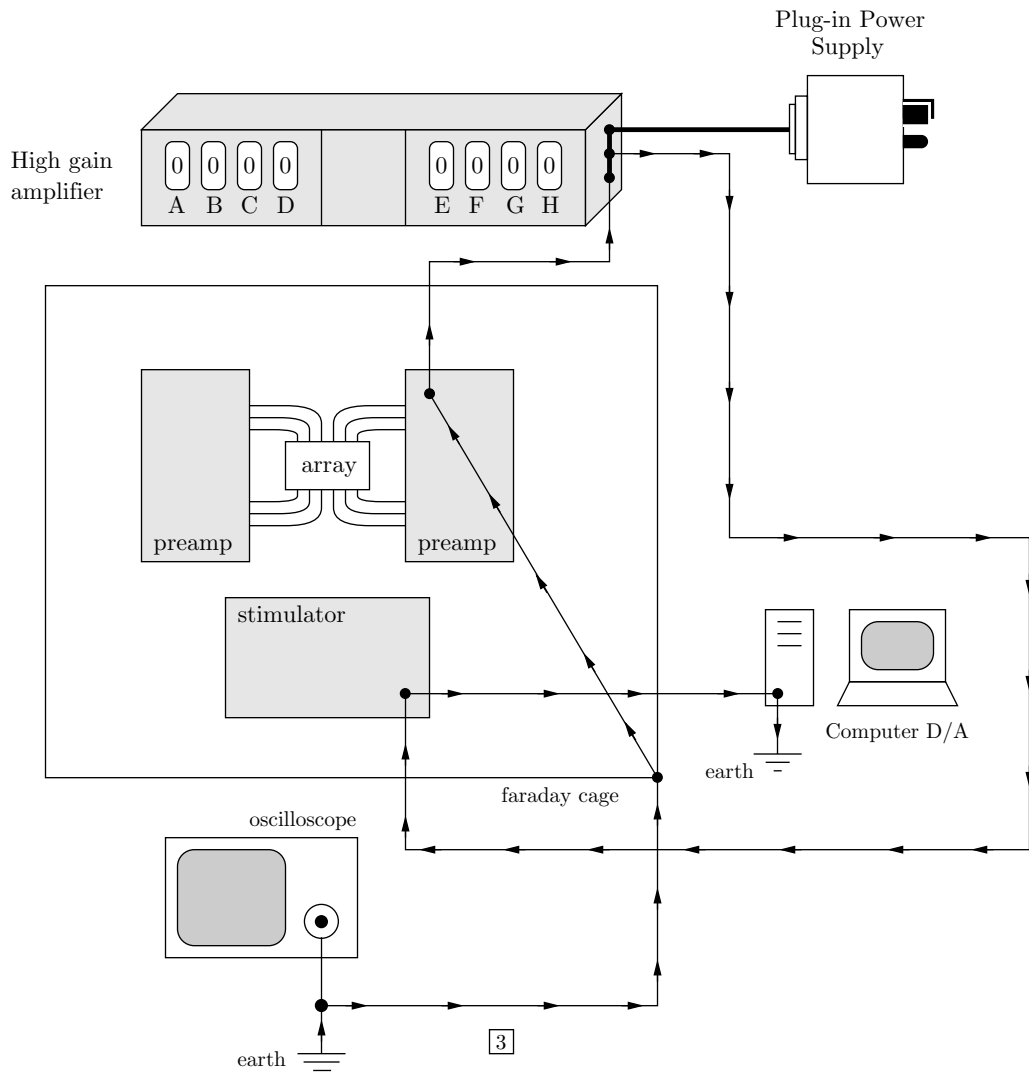 Plug-in Power
Supply
High gain
amplifier
0 0 0 0
A B C D
0 0 0 0
E F G H
array
preamp
preamp
stimulator
Computer D/A
earth
faraday cage
oscilloscope
3
earth